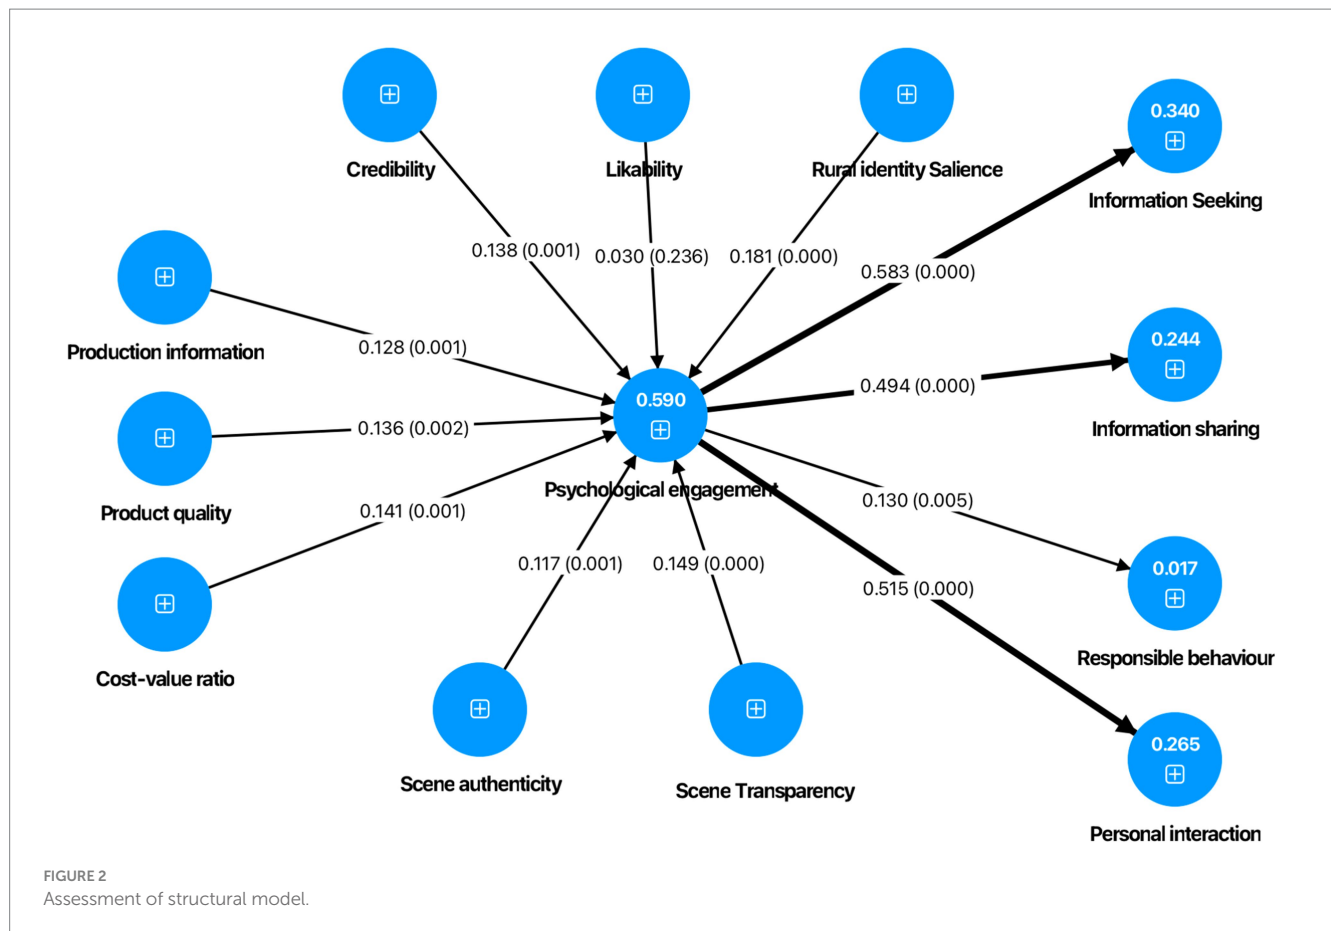 Credibility
Likability
Rural identity Salience
0.340
Information Seeking
0.138 (0.001)
0.030 (0.236)
0.181 (0.000)
0.583 (0.000)
Production information
0.128 (0.001)
0.244
Information sharing
0.494 (0.000)
0.590
Psychological engagement
Product quality
0.136 (0.002)
0.141 (0.001)
Cost-value ratio
0.117 (0.001)
0.149 (0.000)
0.130 (0.005)
0.017
Responsible behaviour
0.515 (0.000)
0.265
Personal interaction
Scene authenticity
Scene Transparency
FIGURE 2
Assessment of structural model.